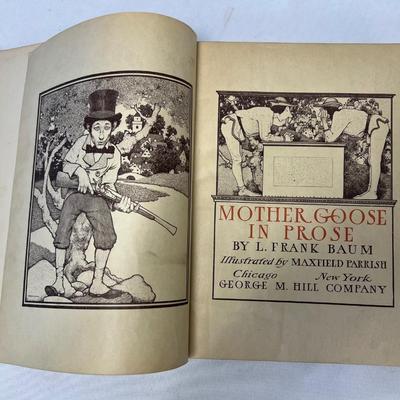 MOTHER GOOSE
IN PROSE
BY L. FRANK BAUM
Illustrated by MAXFIELD PARRISH
Chicago New York
GEORGE M. HILL COMPANY